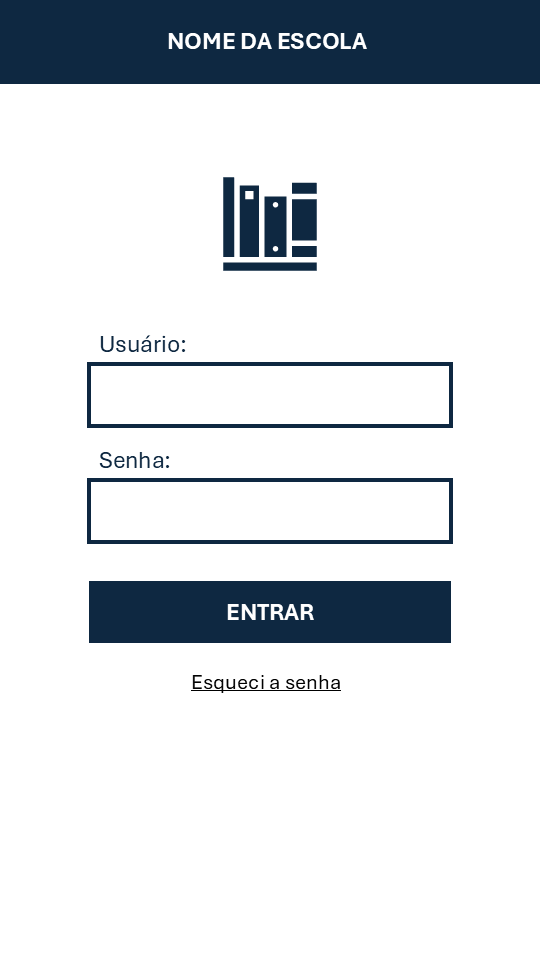 NOME DA ESCOLA
Usuário:
Senha:
ENTRAR
Esqueci a senha